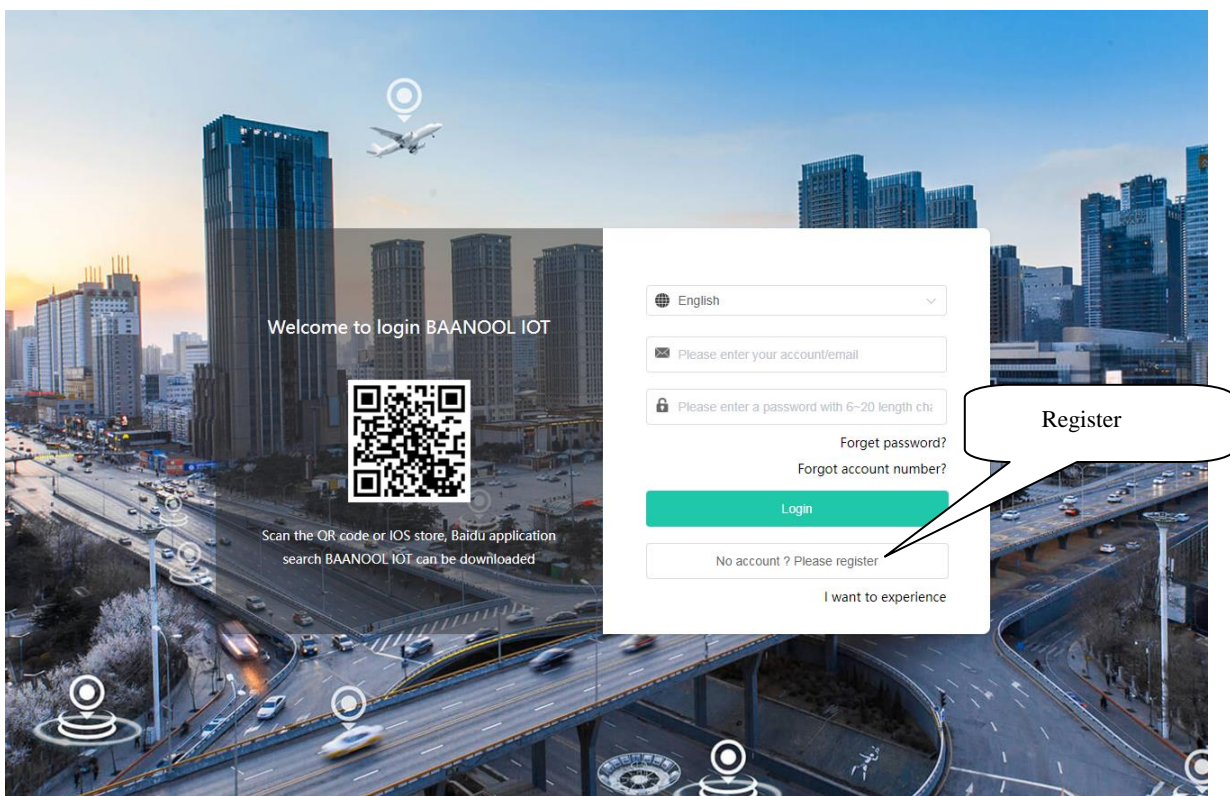 Welcome to login BAANOOL IOT
Scan the QR code or IOS store, Baidu application
search BAANOOL IOT can be downloaded
English
Please enter your account/email
Please enter a password with 6~20 length cha
Forget password?
Forgot account number?
Login
No account ? Please register
I want to experience
Register